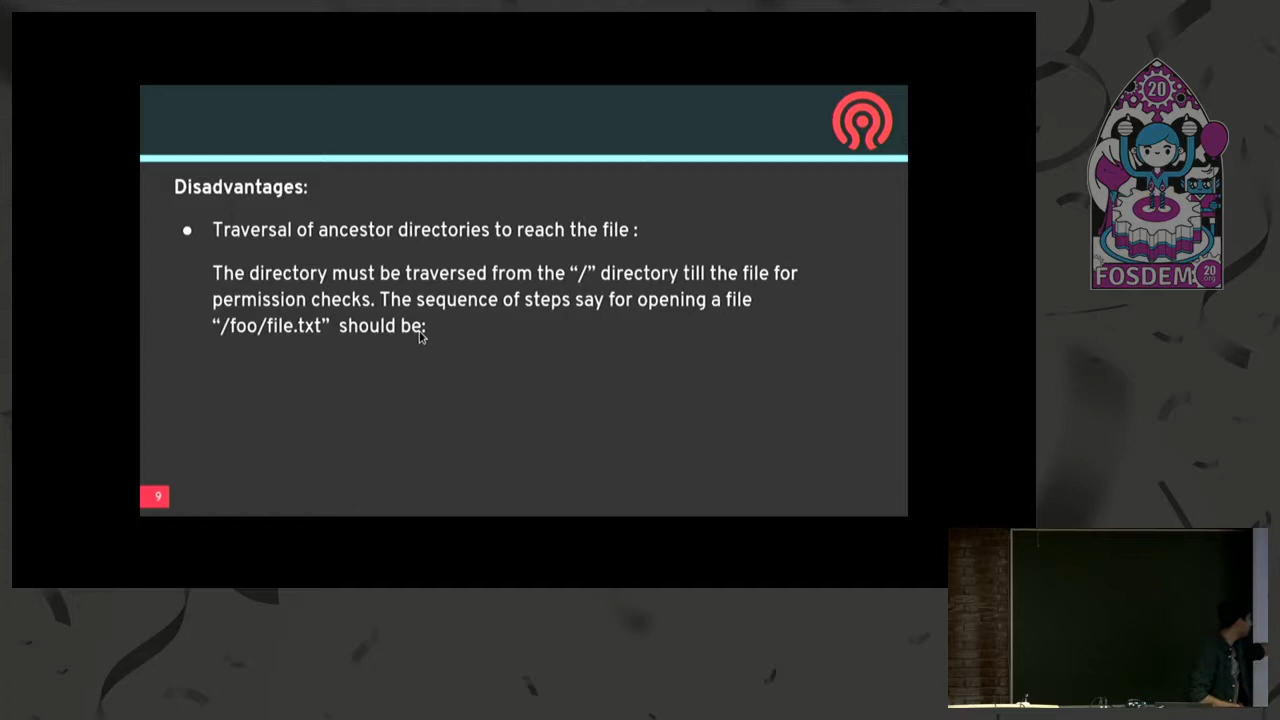 Disadvantages:
● Traversal of ancestor directories to reach the file :
The directory must be traversed from the “/” directory till the file for
permission checks. The sequence of steps say for opening a file
“/foo/file.txt” should be:
9
20
FOSDEM 20
org